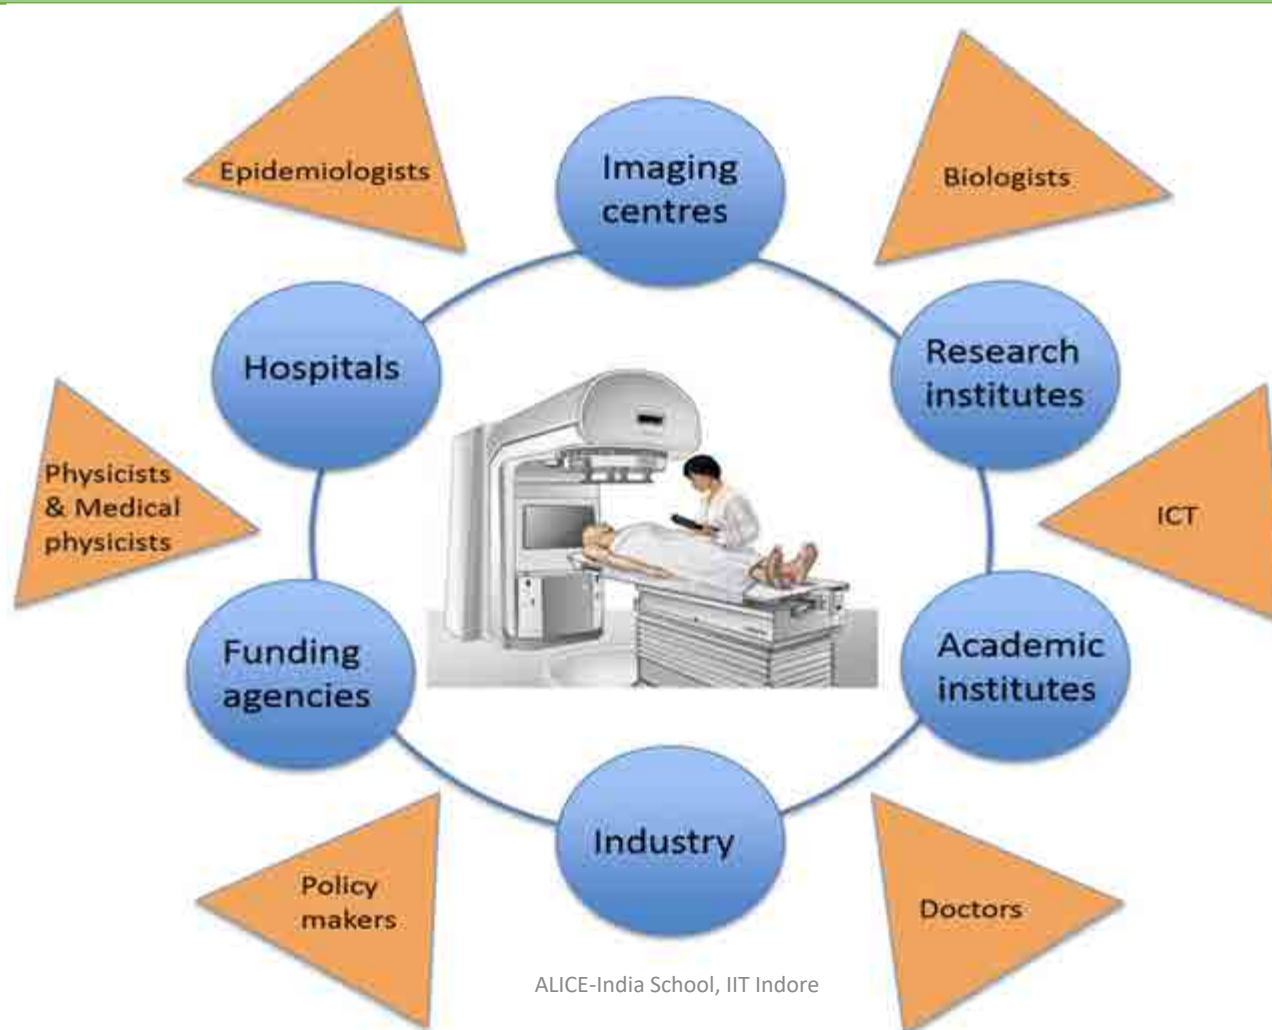 Epidemiologists
Imaging
centres
Biologists
Hospitals
Research
institutes
Physicists
& Medical
physicists
ICT
Funding
agencies
Academic
institutes
Industry
Policy
makers
Doctors
ALICE-India School, IIT Indore